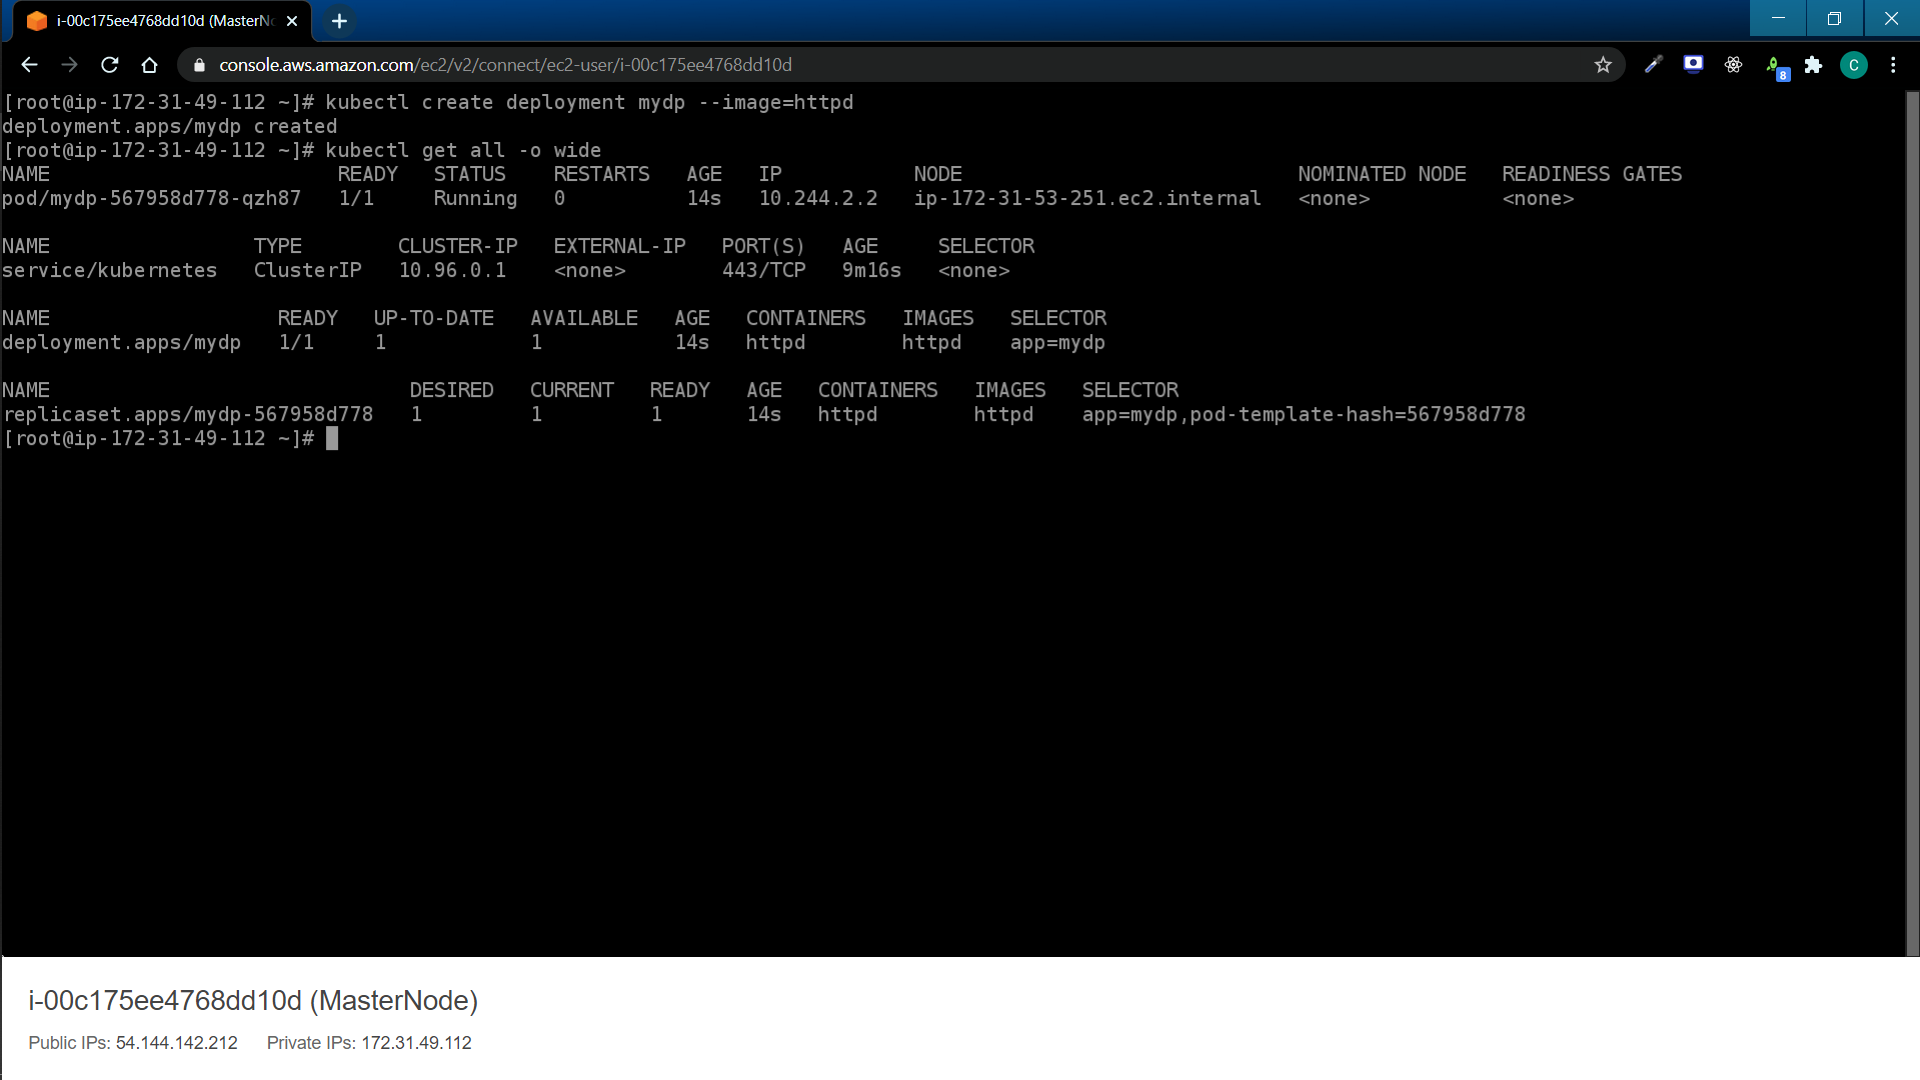 i-00c175ee4768dd10d (MasterN
console.aws.amazon.com/ec2/v2/connect/ec2-user/i-00c175ee4768dd10d
8
C
[root@ip-172-31-49-112 ~]# kubectl create deployment mydp --image=httpd
deployment.apps/mydp created
[root@ip-172-31-49-112 ~]# kubectl get all -o wide
NAME READY STATUS RESTARTS AGE IP NODE NOMINATED NODE READINESS GATES
pod/mydp-567958d778-qzh87 1/1 Running 0 14s 10.244.2.2 ip-172-31-53-251.ec2.internal <none> <none>
NAME TYPE CLUSTER-IP EXTERNAL-IP PORT(S) AGE SELECTOR
service/kubernetes ClusterIP 10.96.0.1 <none> 443/TCP 9m16s <none>
NAME READY UP-TO-DATE AVAILABLE AGE CONTAINERS IMAGES SELECTOR
deployment.apps/mydp 1/1 1 1 14s httpd httpd app=mydp
NAME DESIRED CURRENT READY AGE CONTAINERS IMAGES SELECTOR
replicaset.apps/mydp-567958d778 1 1 1 14s httpd httpd app=mydp,pod-template-hash=567958d778
[root@ip-172-31-49-112 ~]#
i-00c175ee4768dd10d (MasterNode)
Public IPs: 54.144.142.212 Private IPs: 172.31.49.112